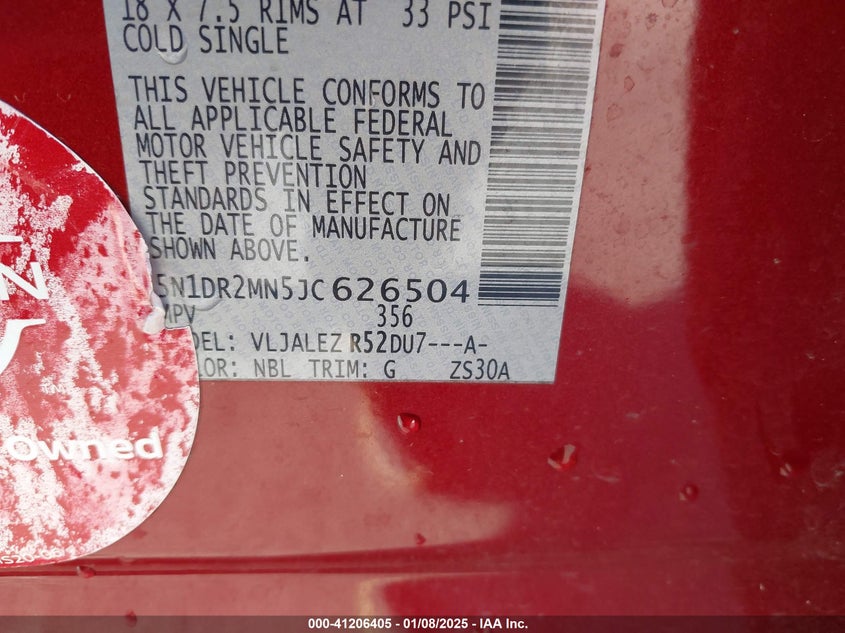 18 X 7.5 RIMS AT 33 PSI
COLD SINGLE
THIS VEHICLE CONFORMS TO
ALL APPLICABLE FEDERAL
MOTOR VEHICLE SAFETY AND
THEFT PREVENTION
STANDARDS IN EFFECT ON
THE DATE OF MANUFACTURE
SHOWN ABOVE.
5N1DR2MN5JC626504
MPV 356
DEL: VLJALEZ R52DU7---A-
LOR: NBL TRIM: G ZS30A
Owned
000-41206405 - 01/08/2025 - IAA Inc.